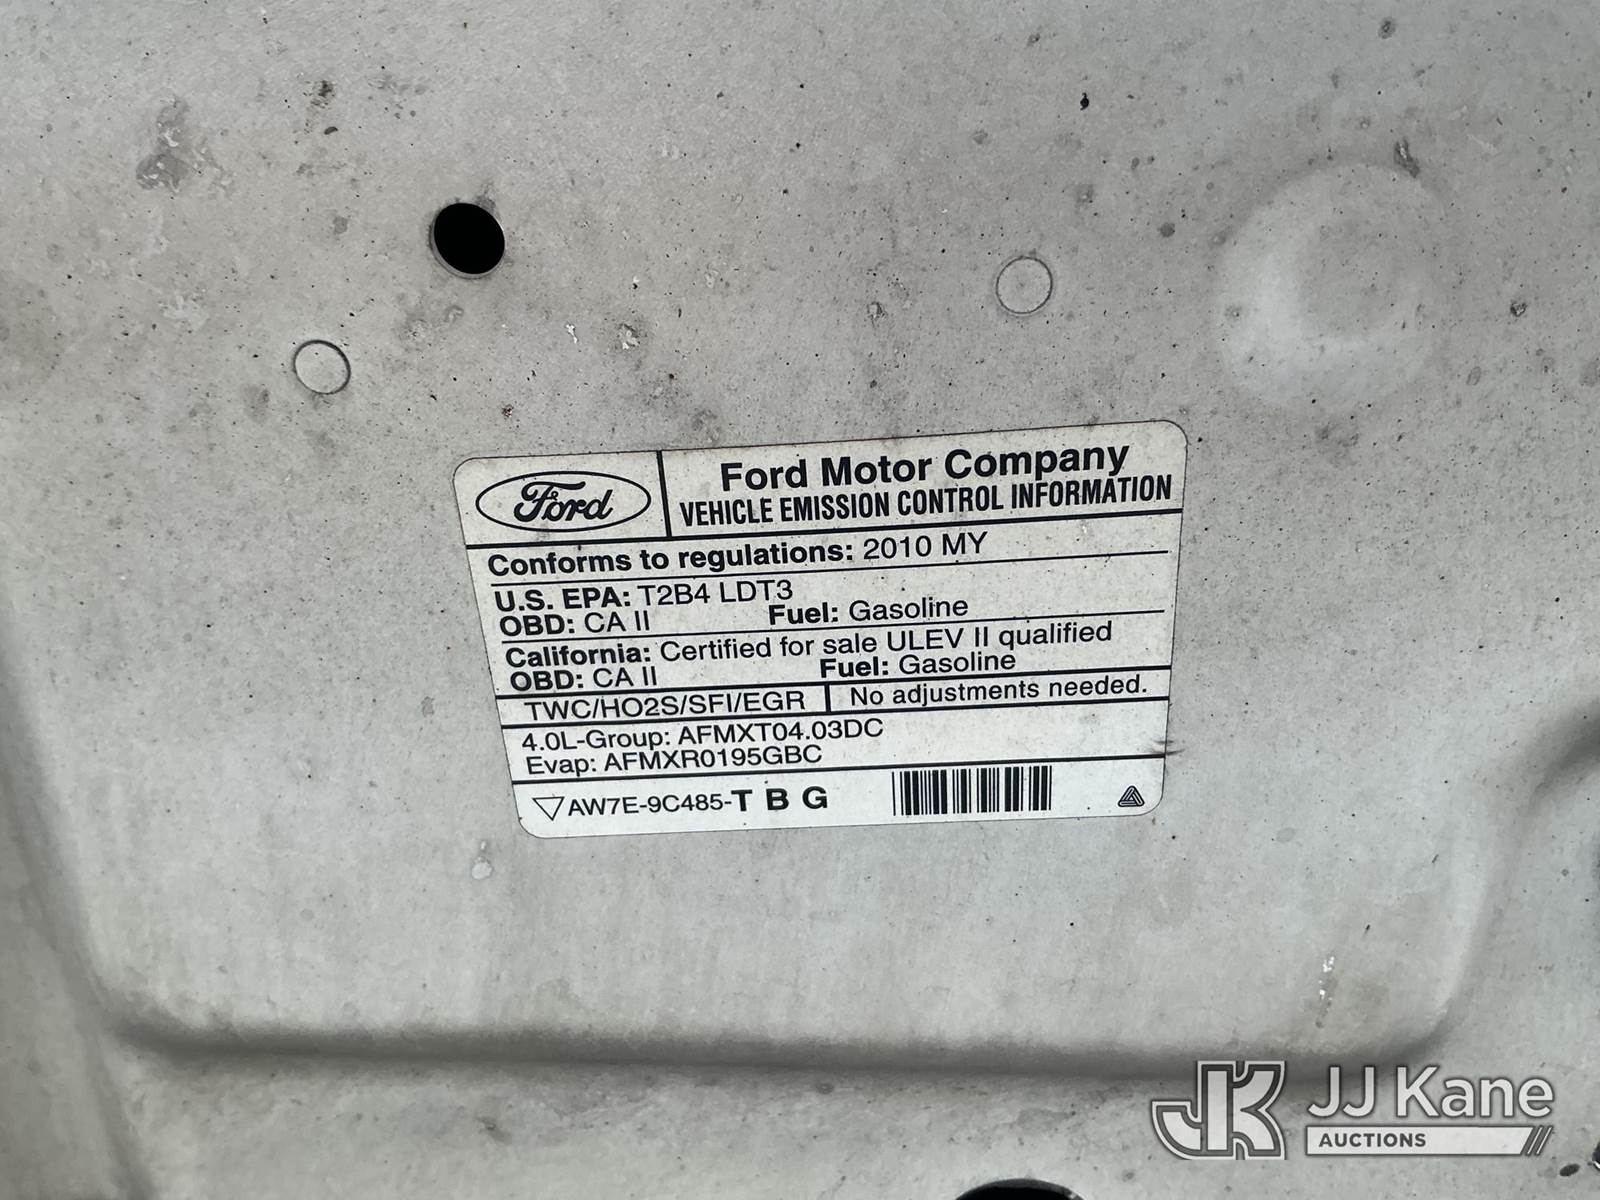 Ford
Ford Motor Company
VEHICLE EMISSION CONTROL INFORMATION
Conforms to regulations: 2010 MY
U.S. EPA: T2B4 LDT3
OBD: CA II Fuel: Gasoline
California: Certified for sale ULEV II qualified
OBD: CA II Fuel: Gasoline
TWC/HO2S/SFI/EGR No adjustments needed.
4.0L-Group: AFMXT04.03DC
Evap: AFMXR0195GBC
AW7E-9C485-T B G
JK JJ Kane
AUCTIONS